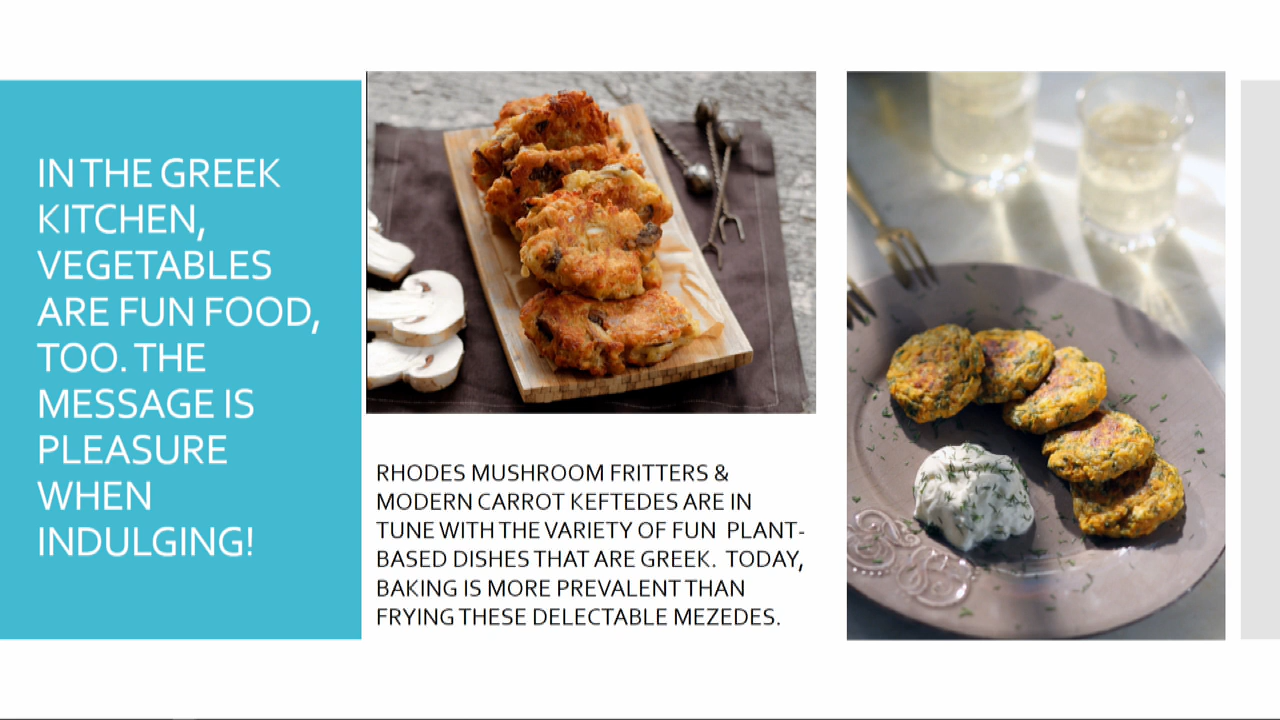 IN THE GREEK
KITCHEN,
VEGETABLES
ARE FUN FOOD,
TOO. THE
MESSAGE IS
PLEASURE
WHEN
INDULGING!
RHODES MUSHROOM FRITTERS &
MODERN CARROT KEFTEDES ARE IN
TUNE WITH THE VARIETY OF FUN PLANT-
BASED DISHES THAT ARE GREEK. TODAY,
BAKING IS MORE PREVALENT THAN
FRYING THESE DELECTABLE MEZEDES.